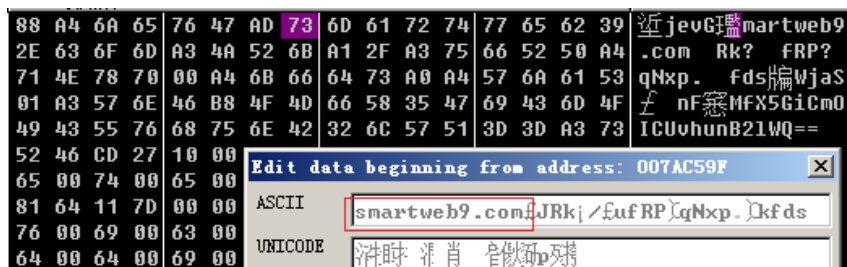 88 A4 6A 65 76 47 AD 73 6D 61 72 74 77 65 62 39 jevG martweb9
2E 63 6F 6D A3 4A 52 6B A1 2F A3 75 66 52 50 A4 .com Rk? fRP?
71 4E 78 70 00 A4 6B 66 64 73 A0 A4 57 6A 61 53 qNxp. fds WjaS
01 A3 57 6E 46 B8 4F 4D 66 58 35 47 69 43 6D 4F nF MfX5GiCmO
49 43 55 76 68 75 6E 42 32 6C 57 51 3D 3D A3 73 ICUvhunB2lWQ==
52 46 CD 27 10 00
65 00 74 00 65 00
81 64 11 7D 00 00
76 00 69 00 63 00
64 00 64 00 69 00
Edit data beginning from address: 007AC59F
ASCII
smartweb9.com£JRk¡/£ufRP qNxp. kfds
UNICODE